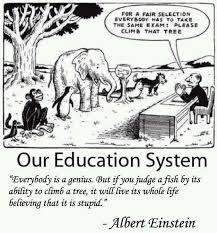 FOR A FAIR SELECTION
EVERYBODY HAS TO TAKE
THE SAME EXAM: PLEASE
CLIMB THAT TREE
Our Education System
"Everybody is a genius. But if you judge a fish by its
ability to climb a tree, it will live its whole life
believing that it is stupid."
- Albert Einstein